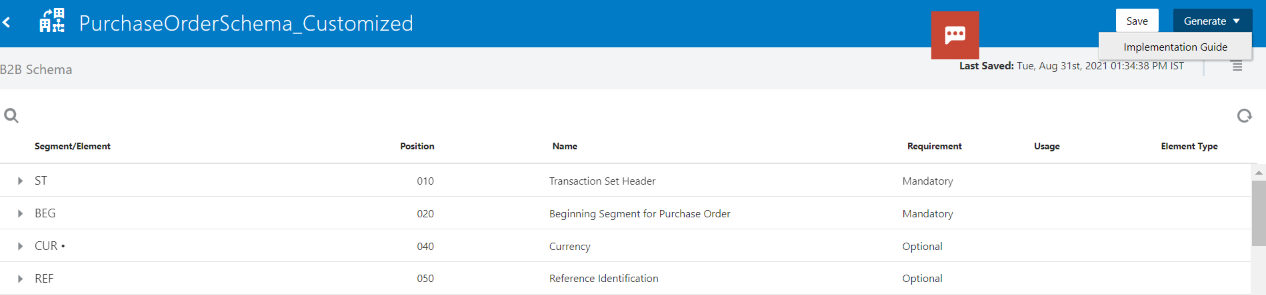 PurchaseOrderSchema_Customized
Save
Generate
Implementation Guide
B2B Schema
Last Saved: Tue, Aug 31st, 2021 01:34:38 PM IST
Segment/Element Position Name Requirement Usage Element Type
ST 010 Transaction Set Header Mandatory
BEG 020 Beginning Segment for Purchase Order Mandatory
CUR • 040 Currency Optional
REF 050 Reference Identification Optional